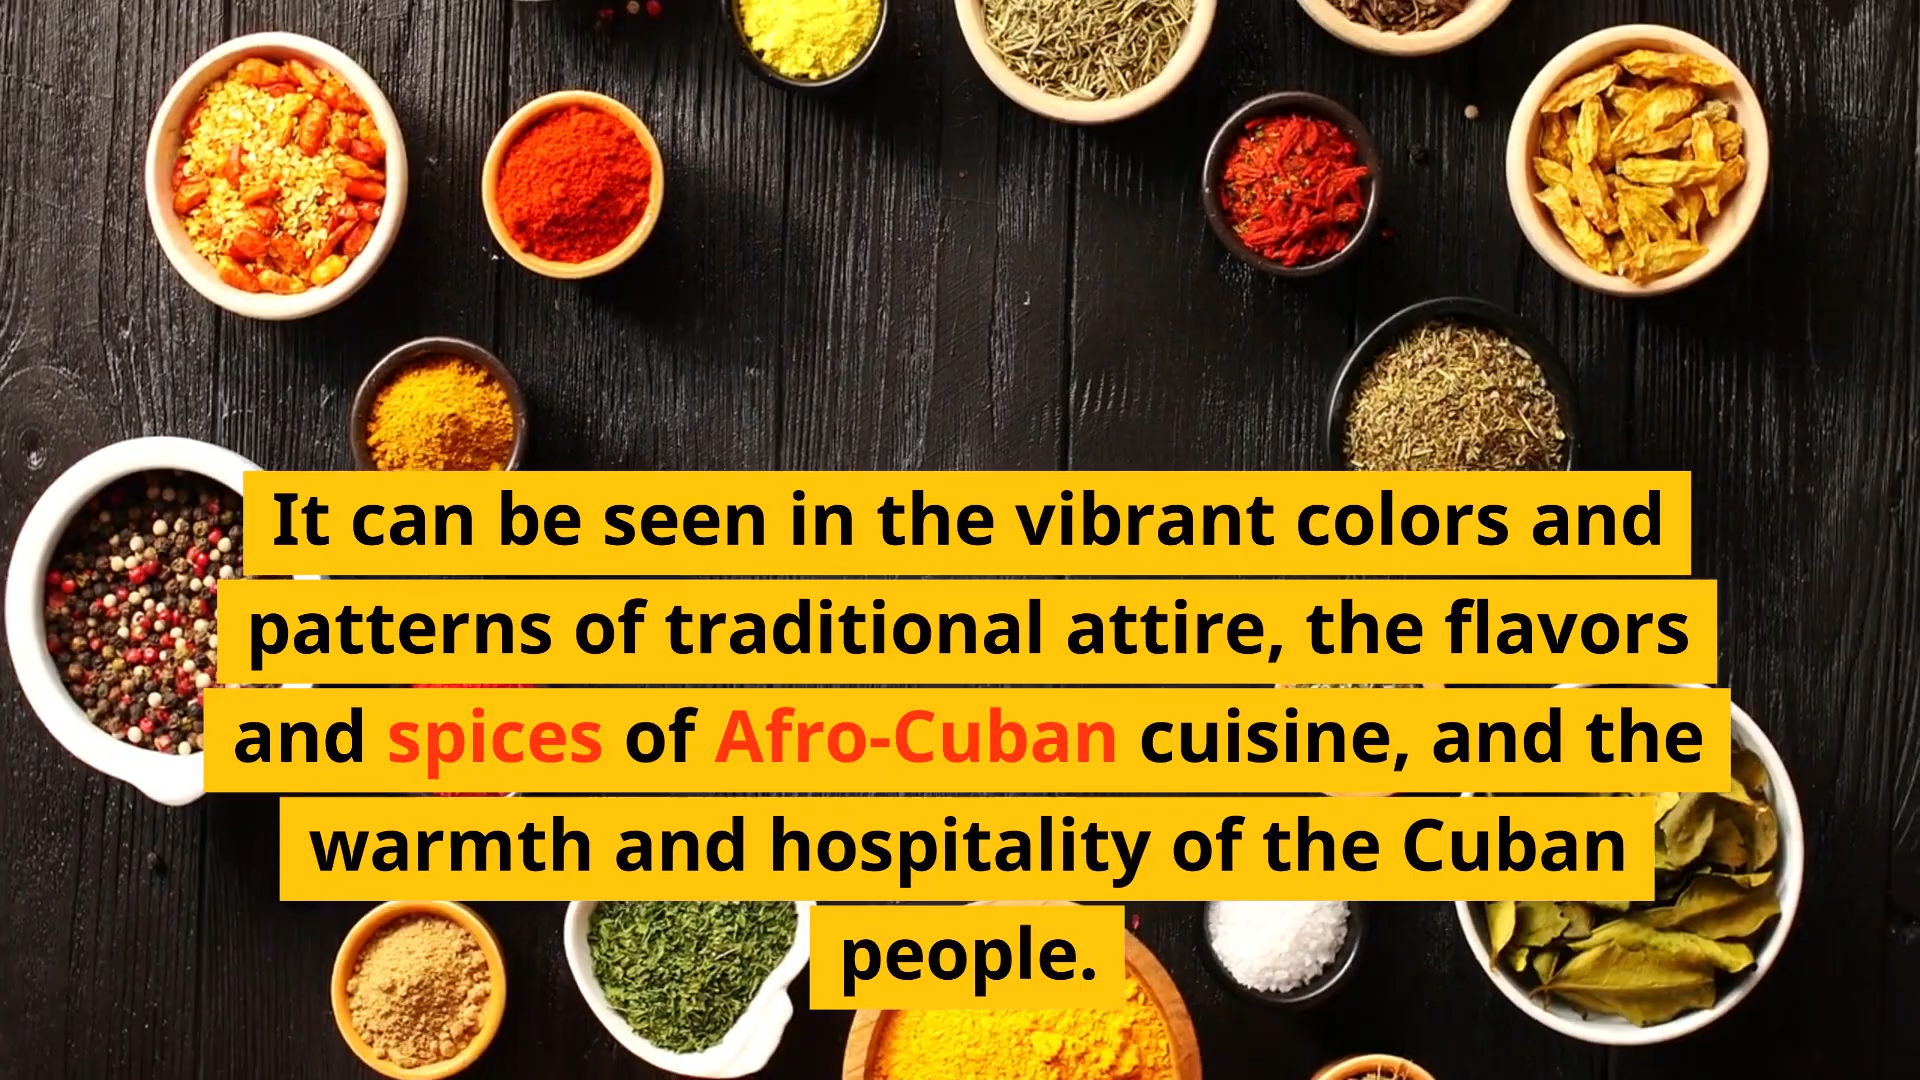 It can be seen in the vibrant colors and
patterns of traditional attire, the flavors
and spices of Afro-Cuban cuisine, and the
warmth and hospitality of the Cuban
people.